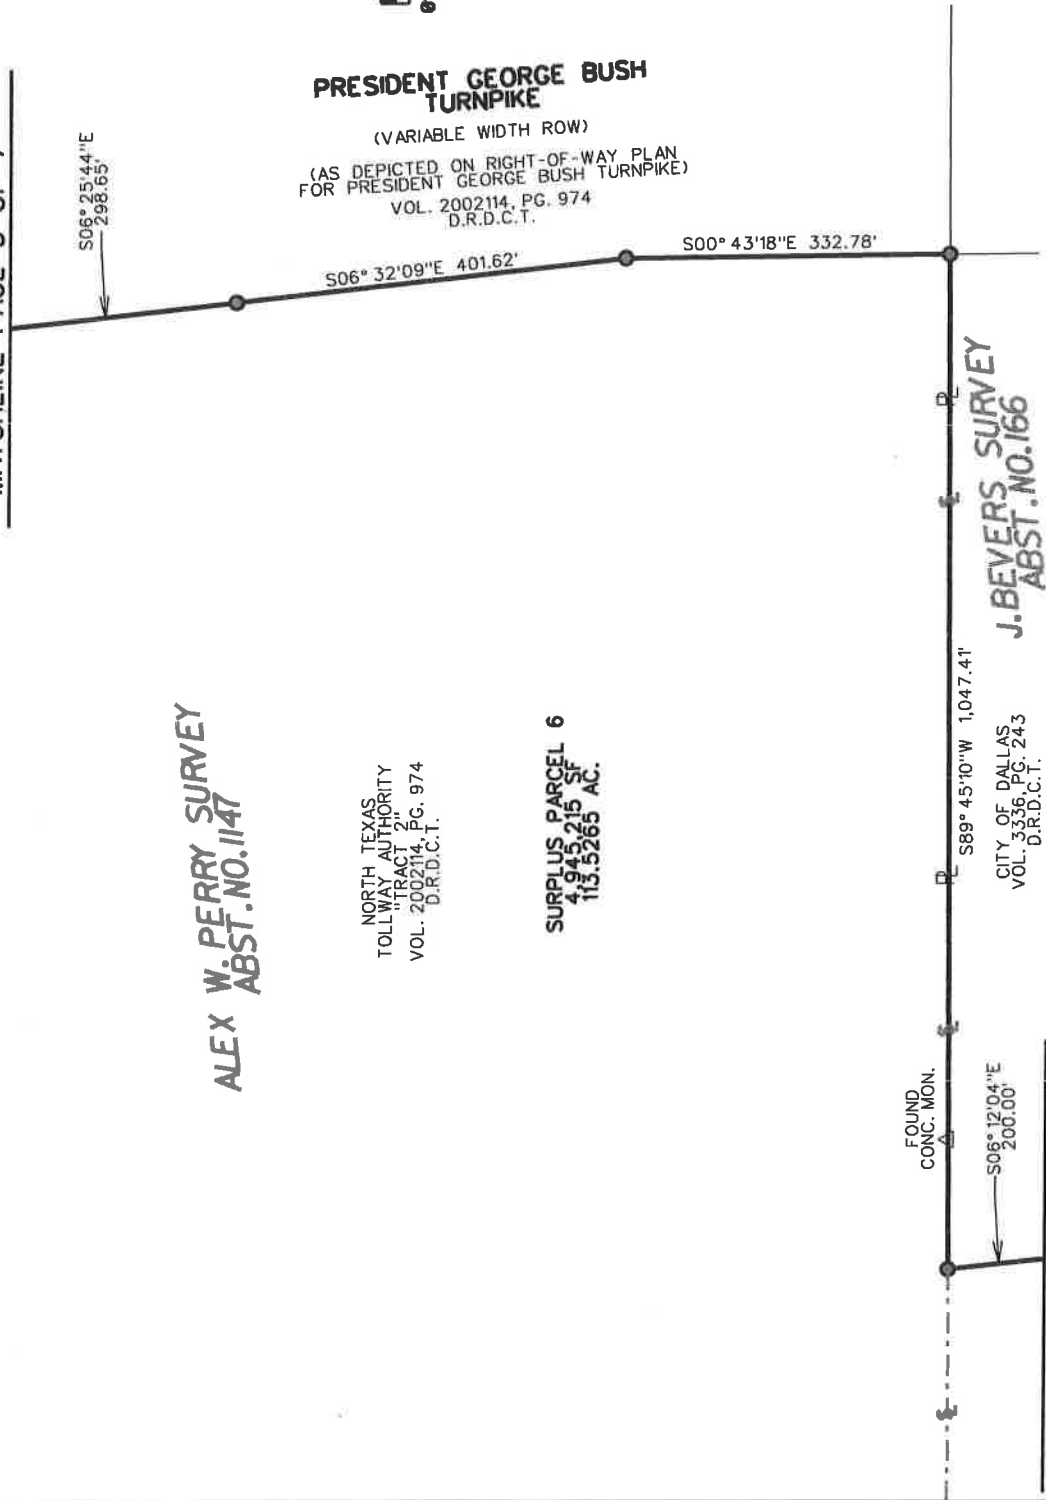 PRESIDENT GEORGE BUSH
TURNPIKE
(VARIABLE WIDTH ROW)
(AS DEPICTED ON RIGHT-OF-WAY PLAN
FOR PRESIDENT GEORGE BUSH TURNPIKE)
VOL. 2002114, PG. 974
D.R.D.C.T.
S06°25'44"E
298.65'
S06°32'09"E 401.62'
S00°43'18"E 332.78'
J. BEVERS SURVEY
ABST. NO. 166
ALEX W. PERRY SURVEY
ABST. NO. 1147
NORTH TEXAS
TOLLWAY AUTHORITY
"TRACT 2"
VOL. 2002114, PG. 974
D.R.D.C.T.
SURPLUS PARCEL 6
4,945,215 SF
113.5265 AC.
S89°45'10"W 1,047.41'
CITY OF DALLAS
VOL. 3336, PG. 243
D.R.D.C.T.
FOUND
CONC. MON.
S06°12'04"E
200.00'